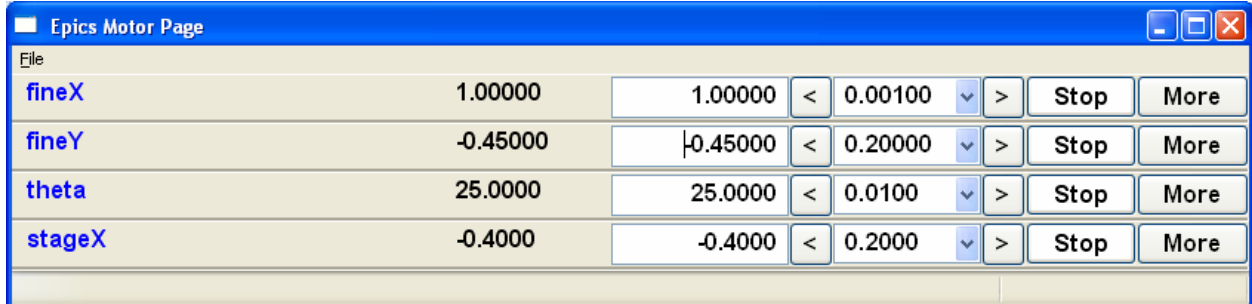 Epics Motor Page
File
fineX 1.00000 1.00000 < 0.00100 > Stop More
fineY -0.45000 -0.45000 < 0.20000 > Stop More
theta 25.0000 25.0000 < 0.0100 > Stop More
stageX -0.4000 -0.4000 < 0.2000 > Stop More